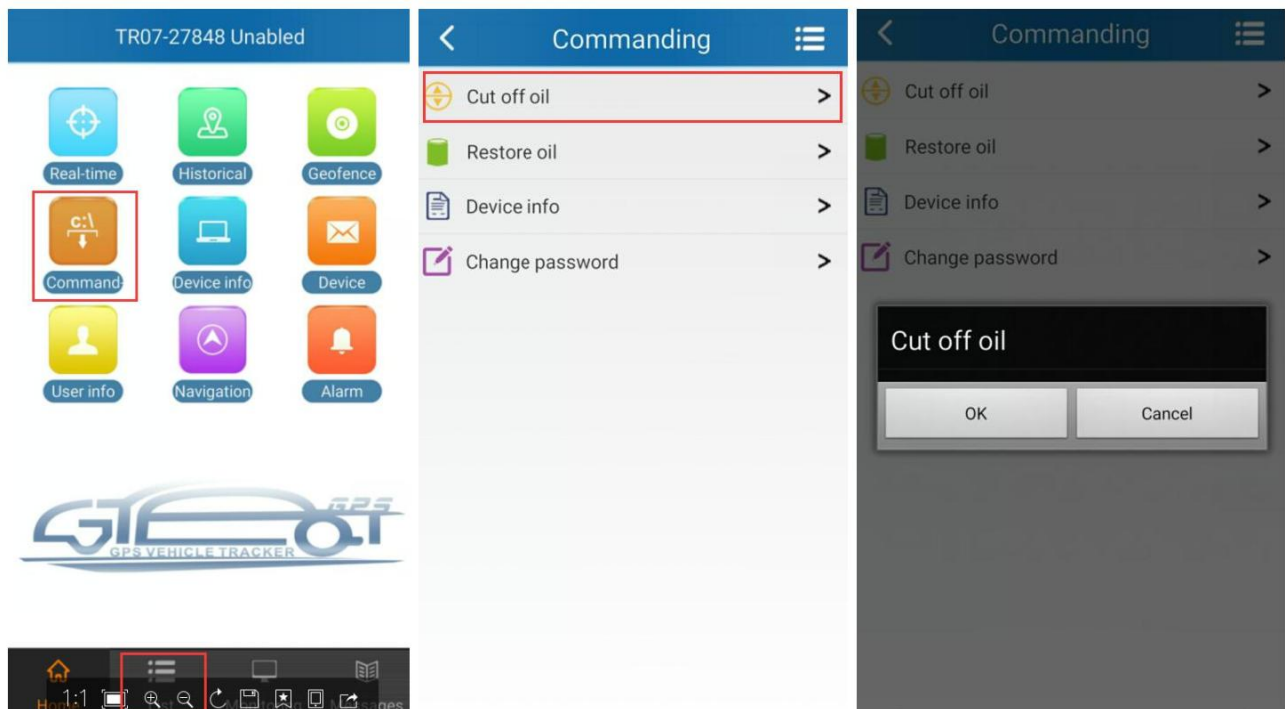 TR07-27848 Unabled
Real-time
Historical
Geofence
c:\
Command-
Device info
Device
User info
Navigation
Alarm
GPS
GPS VEHICLE TRACKER
1:1
Commanding
Cut off oil
Restore oil
Device info
Change password
Commanding
Cut off oil
Restore oil
Device info
Change password
Cut off oil
OK
Cancel